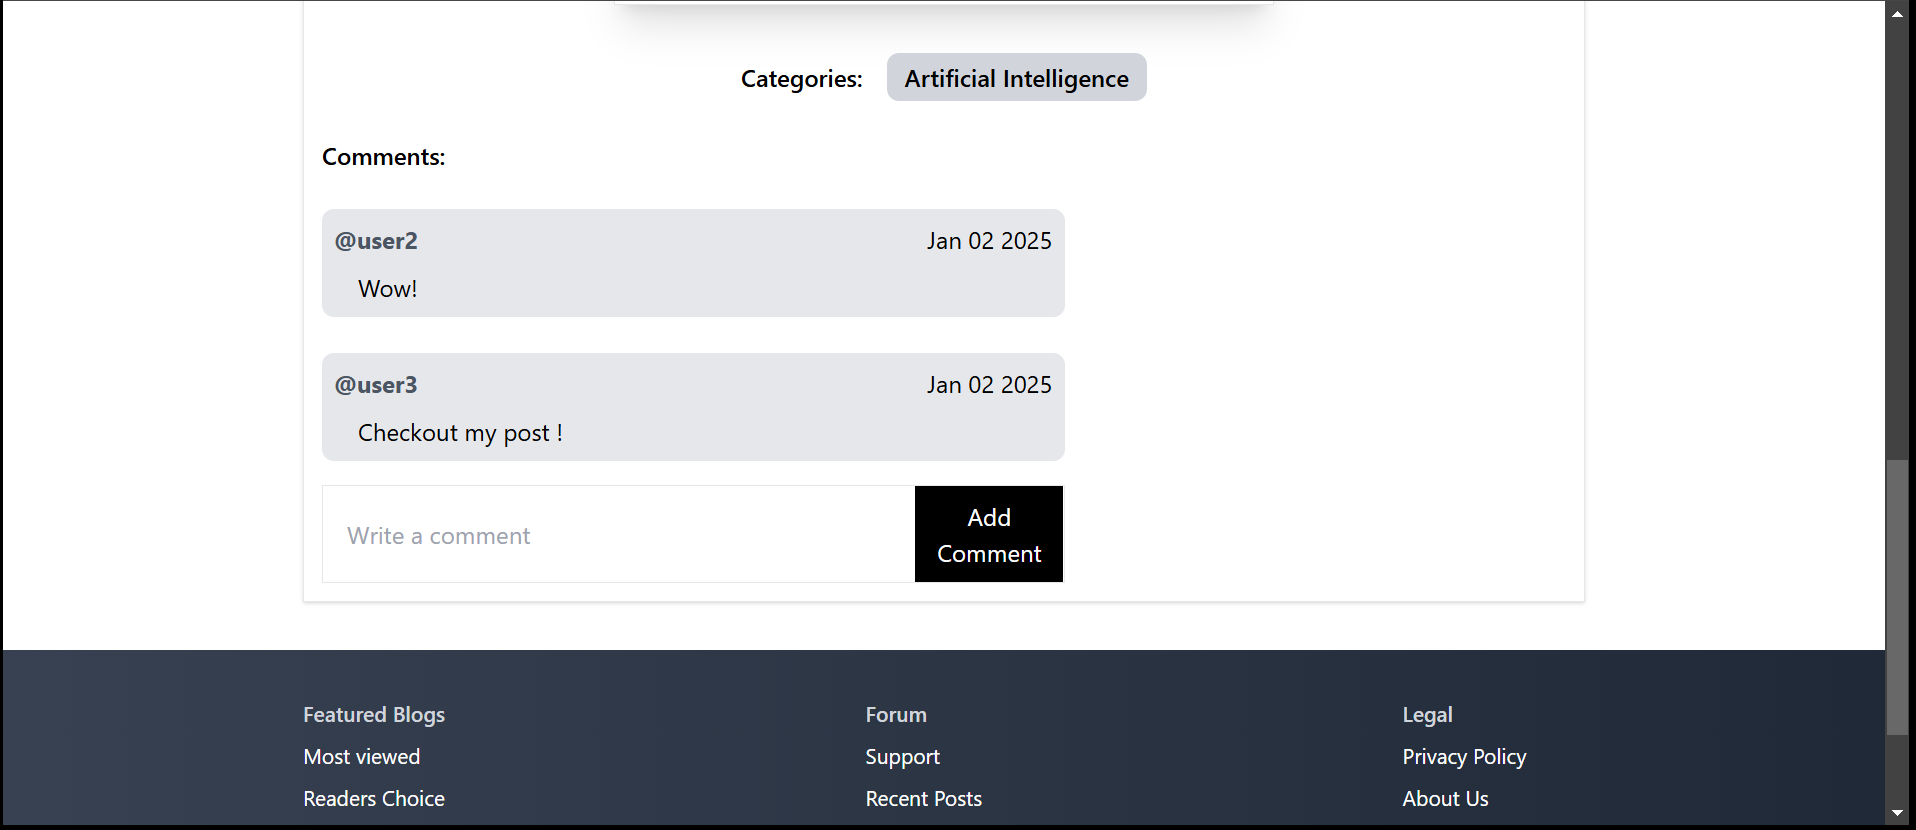 Categories: Artificial Intelligence
Comments:
@user2 Jan 02 2025
Wow!
@user3 Jan 02 2025
Checkout my post !
Write a comment
Add
Comment
Featured Blogs
Most viewed
Readers Choice
Forum
Support
Recent Posts
Legal
Privacy Policy
About Us